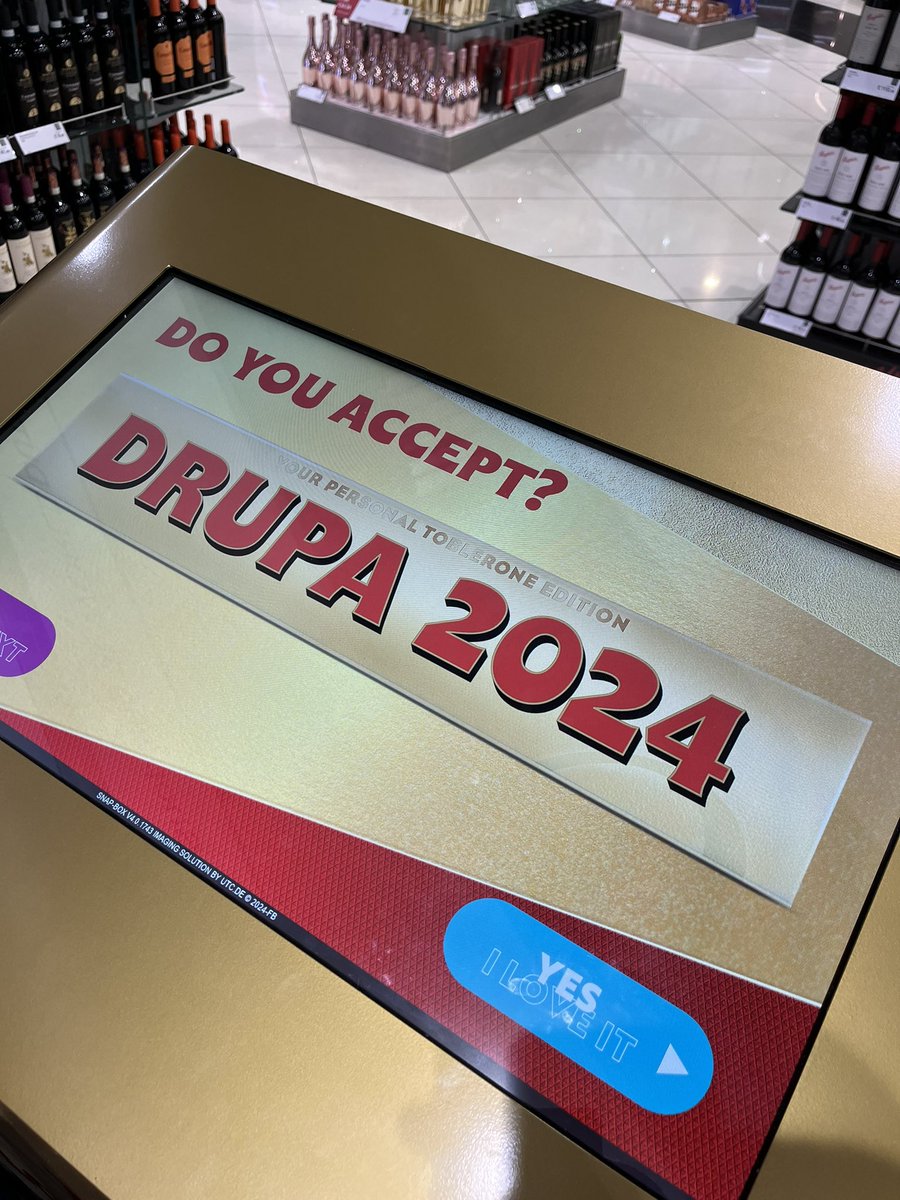 DO YOU ACCEPT?
YOUR PERSONAL TOBLERONE EDITION
DRUPA 2024
XT
SNAP-BOX V4.0.1743 IMAGING SOLUTION BY UTC.DE © 2024-FB
YES
I LOVE IT